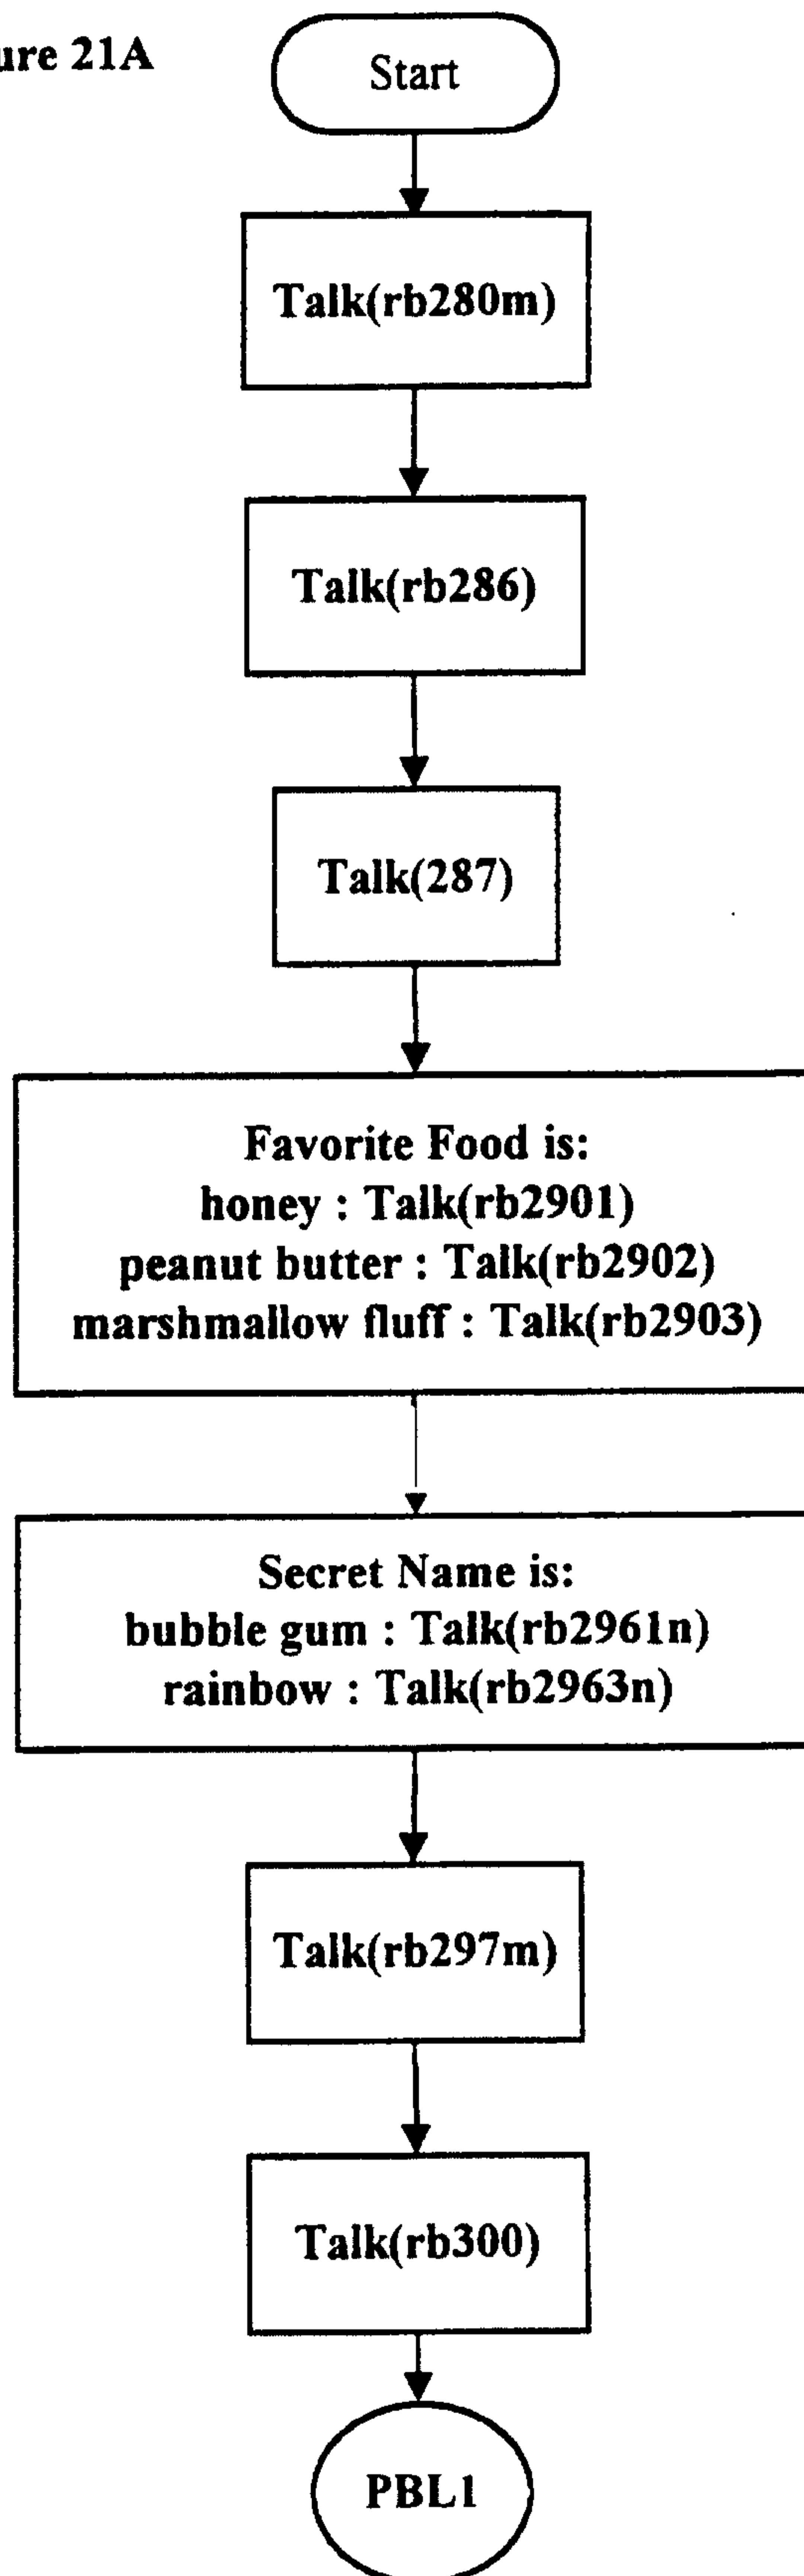 ure 21A
Start
Talk(rb280m)
Talk(rb286)
Talk(287)
Favorite Food is:
honey : Talk(rb2901)
peanut butter : Talk(rb2902)
marshmallow fluff : Talk(rb2903)
Secret Name is:
bubble gum : Talk(rb2961n)
rainbow : Talk(rb2963n)
Talk(rb297m)
Talk(rb300)
PBL1